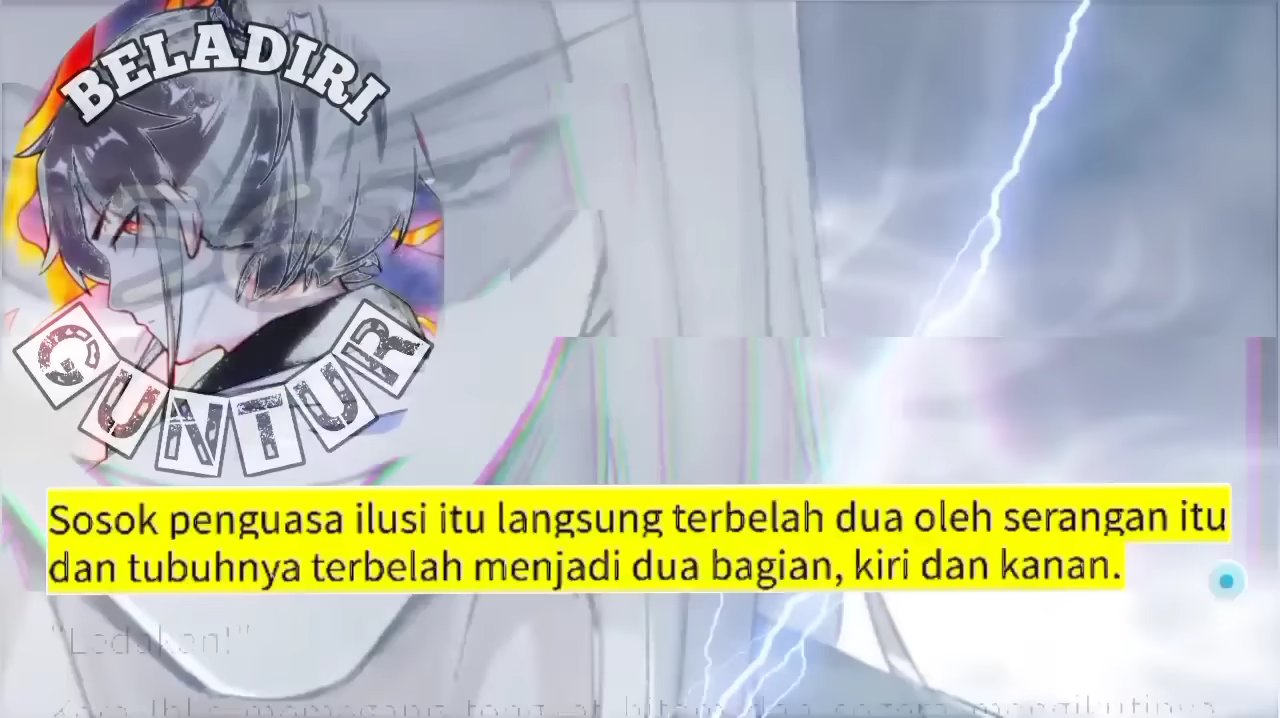 BELADIRI
GUNTUR
Sosok penguasa ilusi itu langsung terbelah dua oleh serangan itu
dan tubuhnya terbelah menjadi dua bagian, kiri dan kanan.
"Ledakan!"